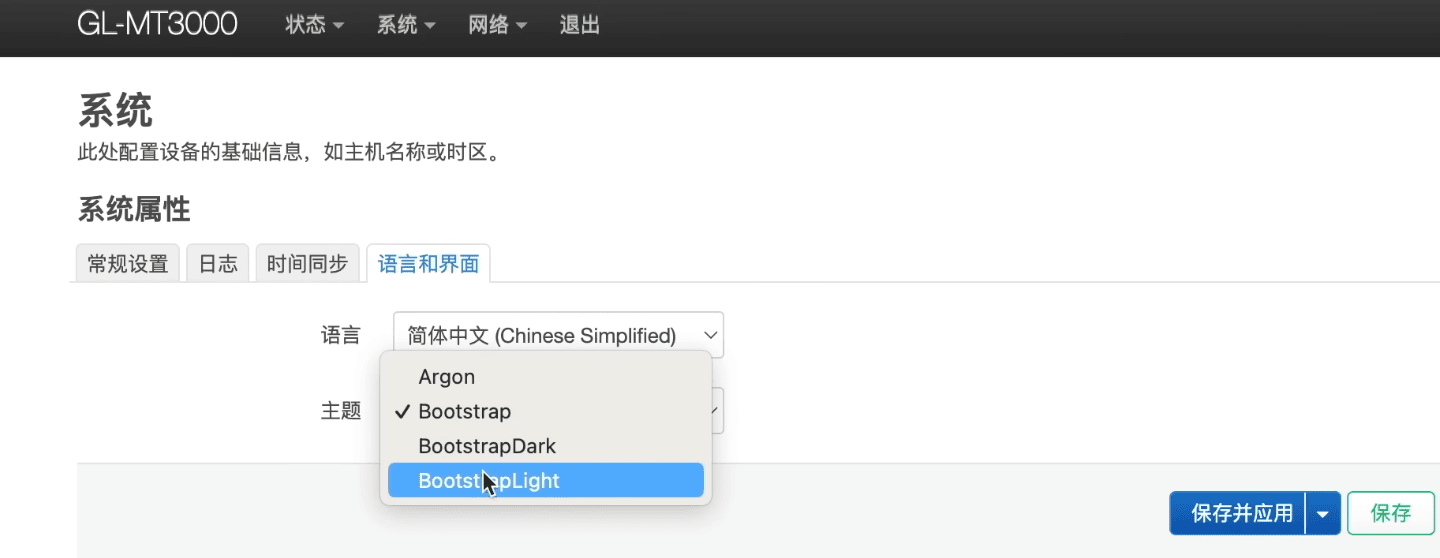 GL-MT3000 状态 系统 网络 退出
系统
此处配置设备的基础信息，如主机名称或时区。
系统属性
常规设置 日志 时间同步 语言和界面
语言 简体中文 (Chinese Simplified)
Argon
主题 Bootstrap
BootstrapDark
BootstrapLight
保存并应用 保存